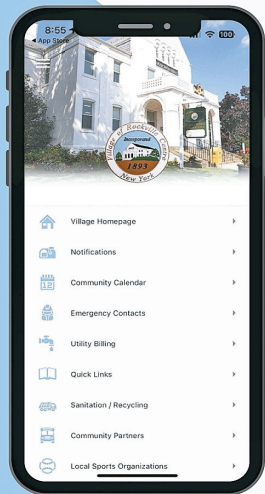 8:55
App Store
100
Village of Rockville Centre
Incorporated
1893
New York
Village Homepage
Notifications
Community Calendar
12
Emergency Contacts
Utility Billing
Quick Links
Sanitation / Recycling
Community Partners
Local Sports Organizations